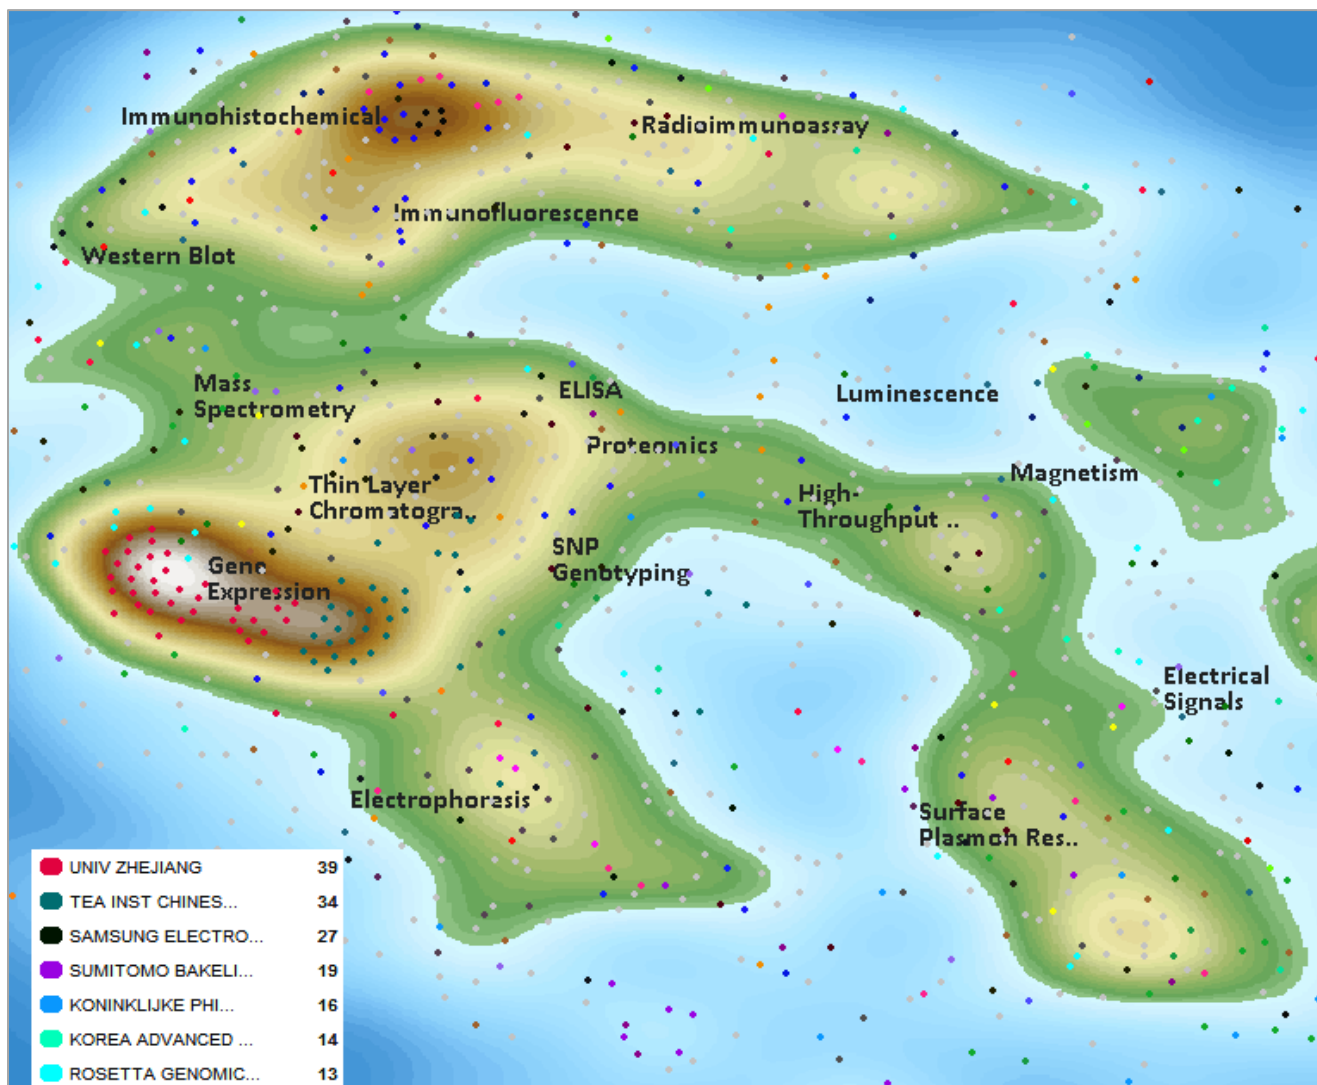 Immunohistochemical
Radioimmunoassay
Immunofluorescence
Western Blot
Mass
Spectrometry
ELISA
Luminescence
Proteomics
Magnetism
Thin Layer
Chromatogra..
High-
Throughput ..
SNP
Genotyping
Gene
Expression
Electrical
Signals
Electrophorasis
Surface
Plasmon Res..
UNIV ZHEJIANG 39
TEA INST CHINES... 34
SAMSUNG ELECTRO... 27
SUMITOMO BAKELI... 19
KONINKLIJKE PHI... 16
KOREA ADVANCED ... 14
ROSETTA GENOMIC... 13